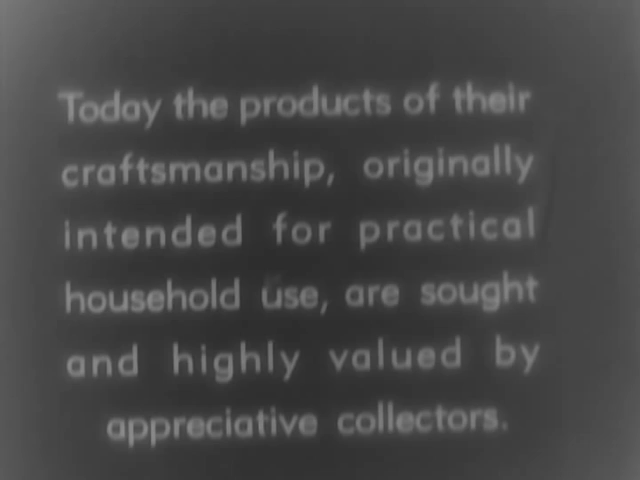 Today the products of their
craftsmanship, originally
intended for practical
household use, are sought
and highly valued by
appreciative collectors.